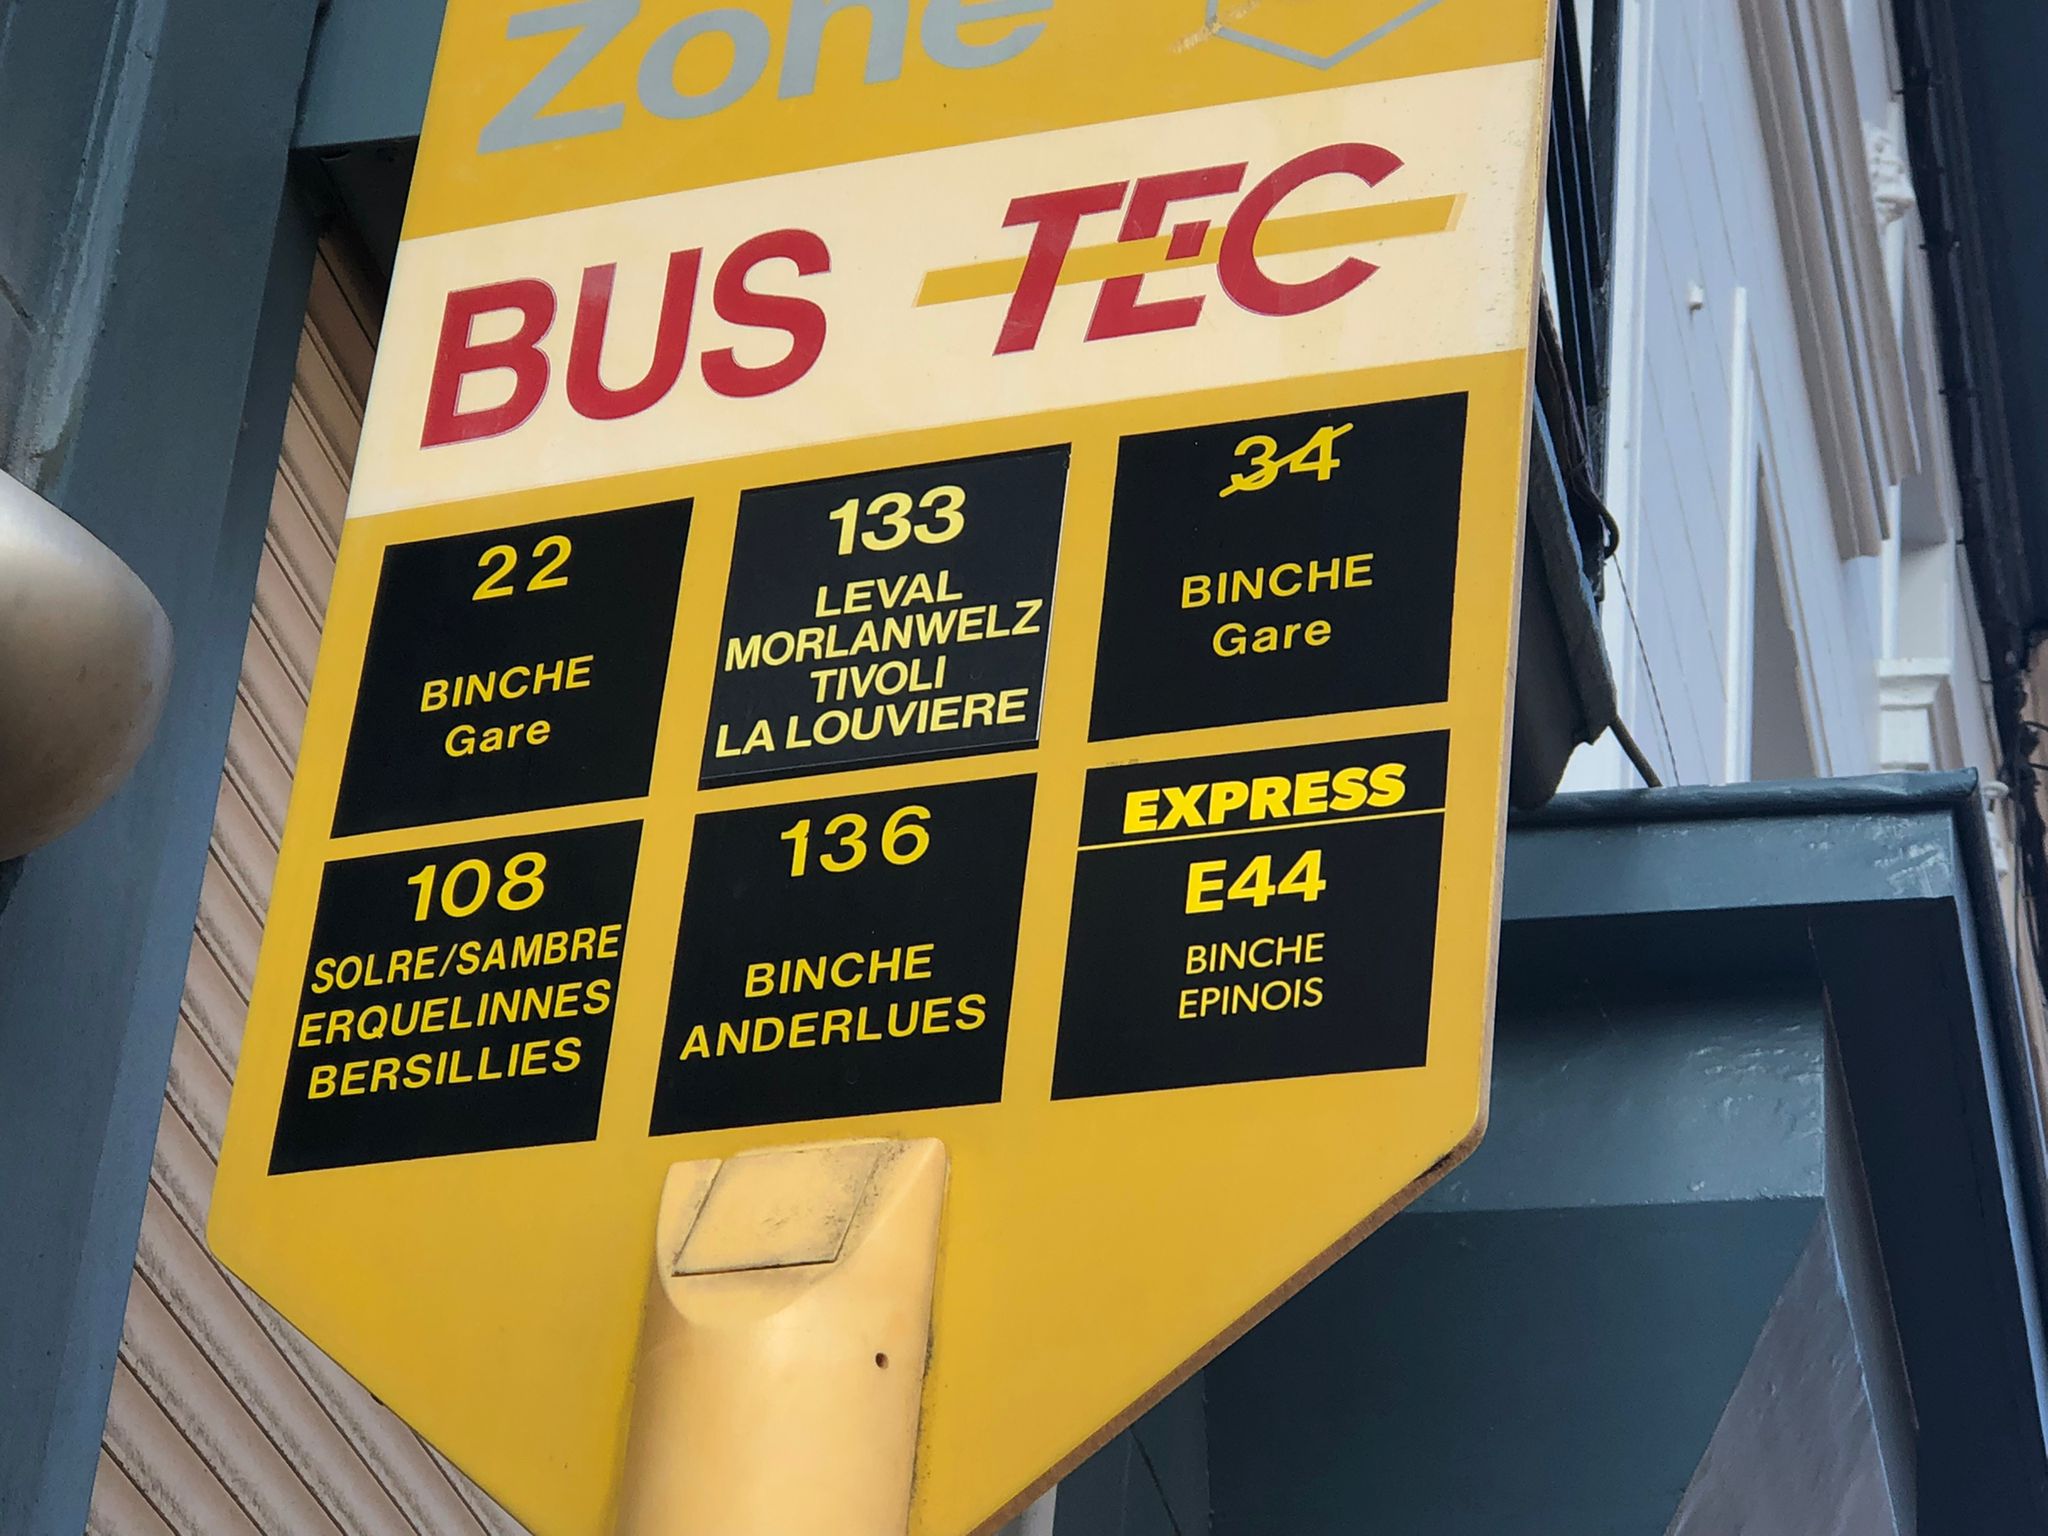 Zone
BUS TEC
22
BINCHE
Gare
133
LEVAL
MORLANWELZ
TIVOLI
LA LOUVIERE
34
BINCHE
Gare
108
SOLRE/SAMBRE
ERQUELINNES
BERSILLIES
136
BINCHE
ANDERLUES
EXPRESS
E44
BINCHE
EPINOIS